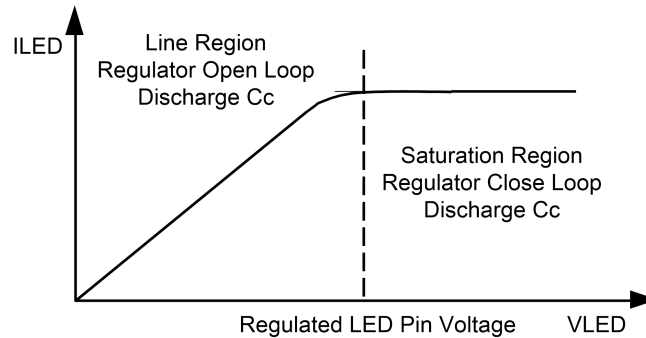 ILED
Line Region
Regulator Open Loop
Discharge Cc
Saturation Region
Regulator Close Loop
Discharge Cc
Regulated LED Pin Voltage
VLED